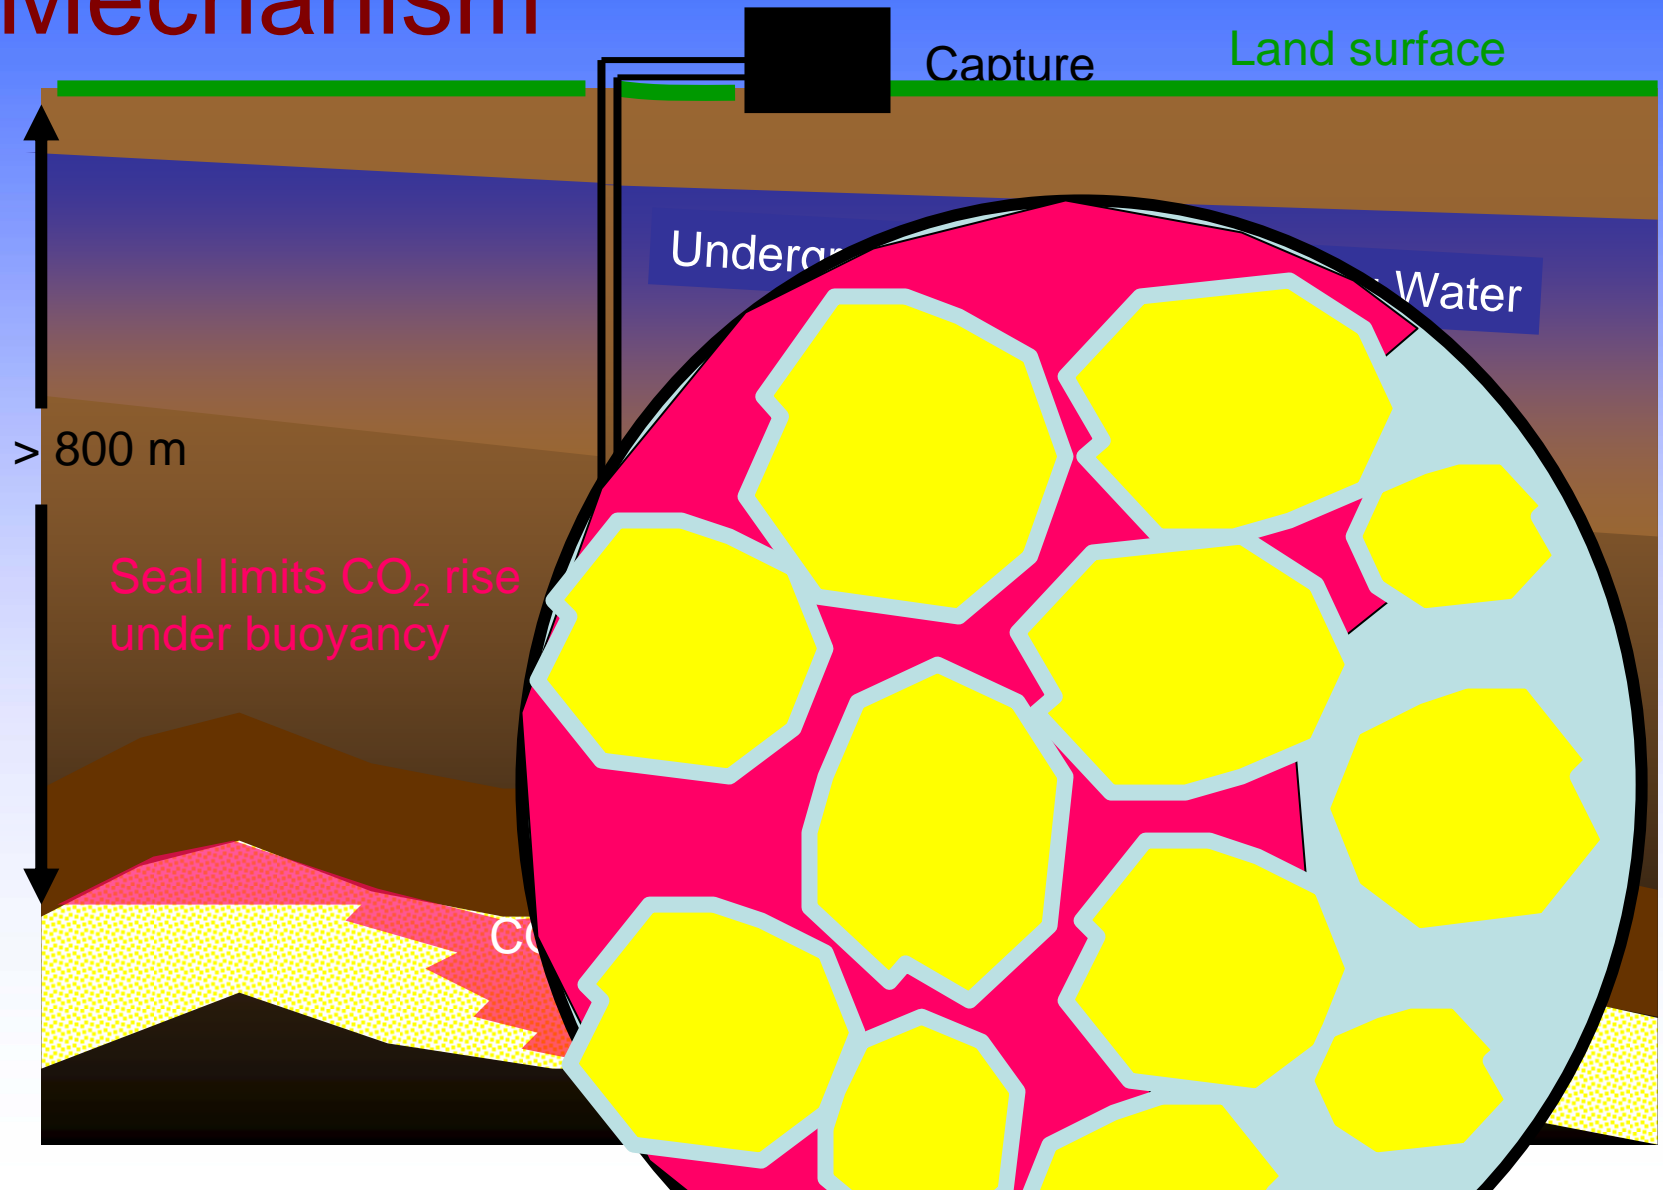 Mechanism
Capture
Land surface
Water
> 800 m
Seal limits CO₂ rise
under buoyancy